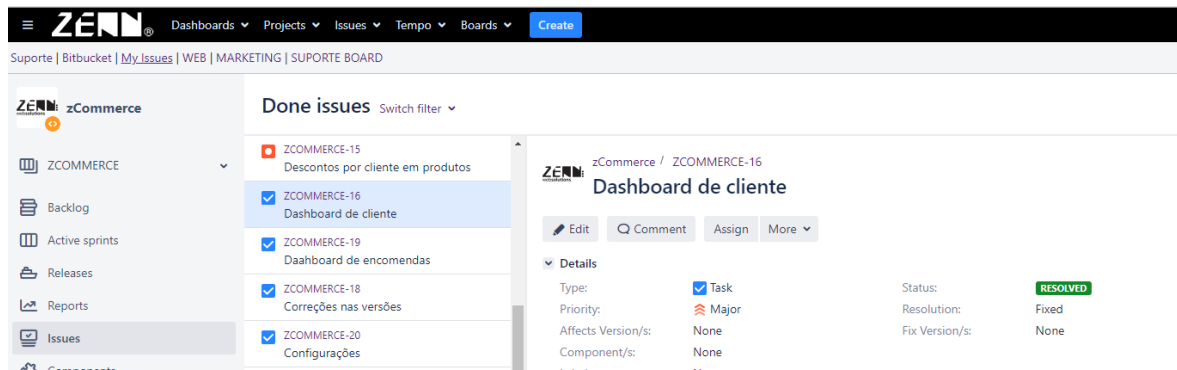 ZERN® Dashboards Projects Issues Tempo Boards Create
Suporte | Bitbucket | My Issues | WEB | MARKETING | SUPORTE BOARD
ZERN zCommerce
ZCOMMERCE
Backlog
Active sprints
Releases
Reports
Issues
Components
Done issues Switch filter
ZCOMMERCE-15
Descontos por cliente em produtos
ZCOMMERCE-16
Dashboard de cliente
ZCOMMERCE-19
Daahboard de encomendas
ZCOMMERCE-18
Correções nas versões
ZCOMMERCE-20
Configurações
ZERN
zCommerce / ZCOMMERCE-16
Dashboard de cliente
Edit Comment Assign More
Details
Type: Task Status: RESOLVED
Priority: Major Resolution: Fixed
Affects Version/s: None Fix Version/s: None
Component/s: None